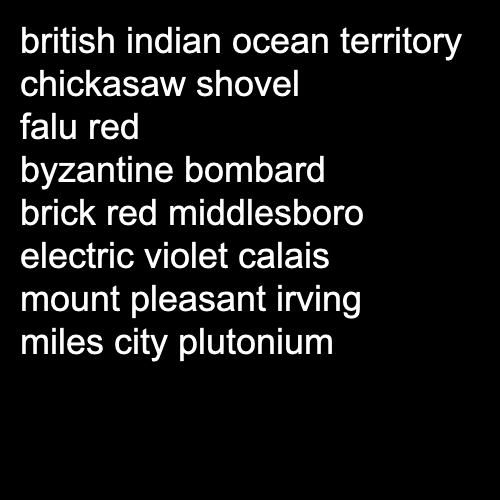 british indian ocean territory
chickasaw shovel
falu red
byzantine bombard
brick red middlesboro
electric violet calais
mount pleasant irving
miles city plutonium